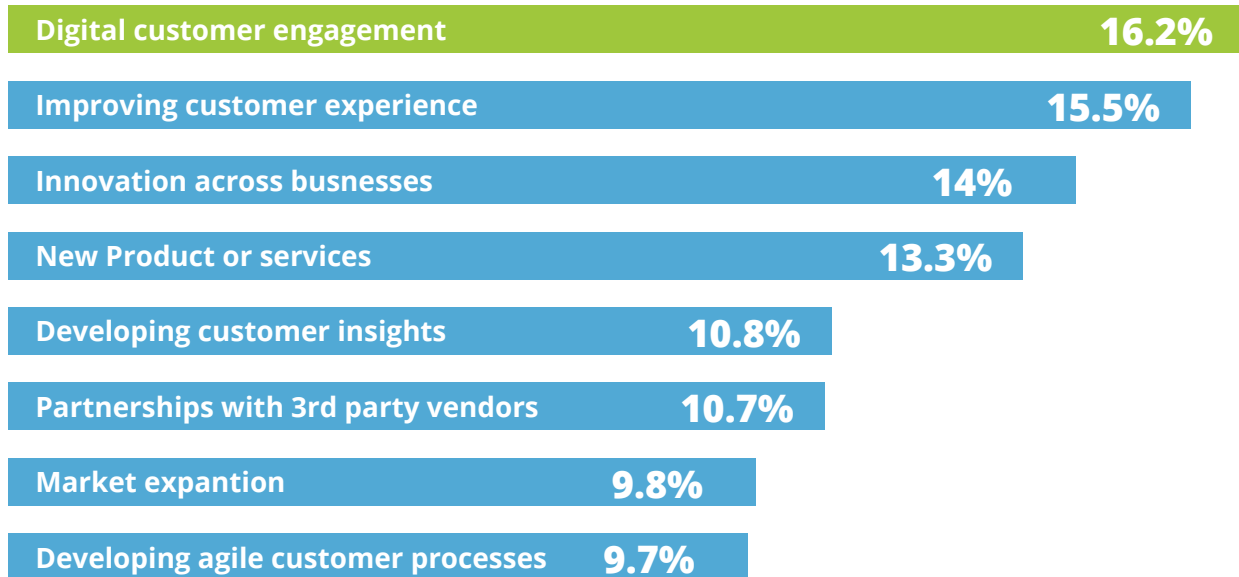 Digital customer engagement 16.2%
Improving customer experience 15.5%
Innovation across busnesses 14%
New Product or services 13.3%
Developing customer insights 10.8%
Partnerships with 3rd party vendors 10.7%
Market expantion 9.8%
Developing agile customer processes 9.7%